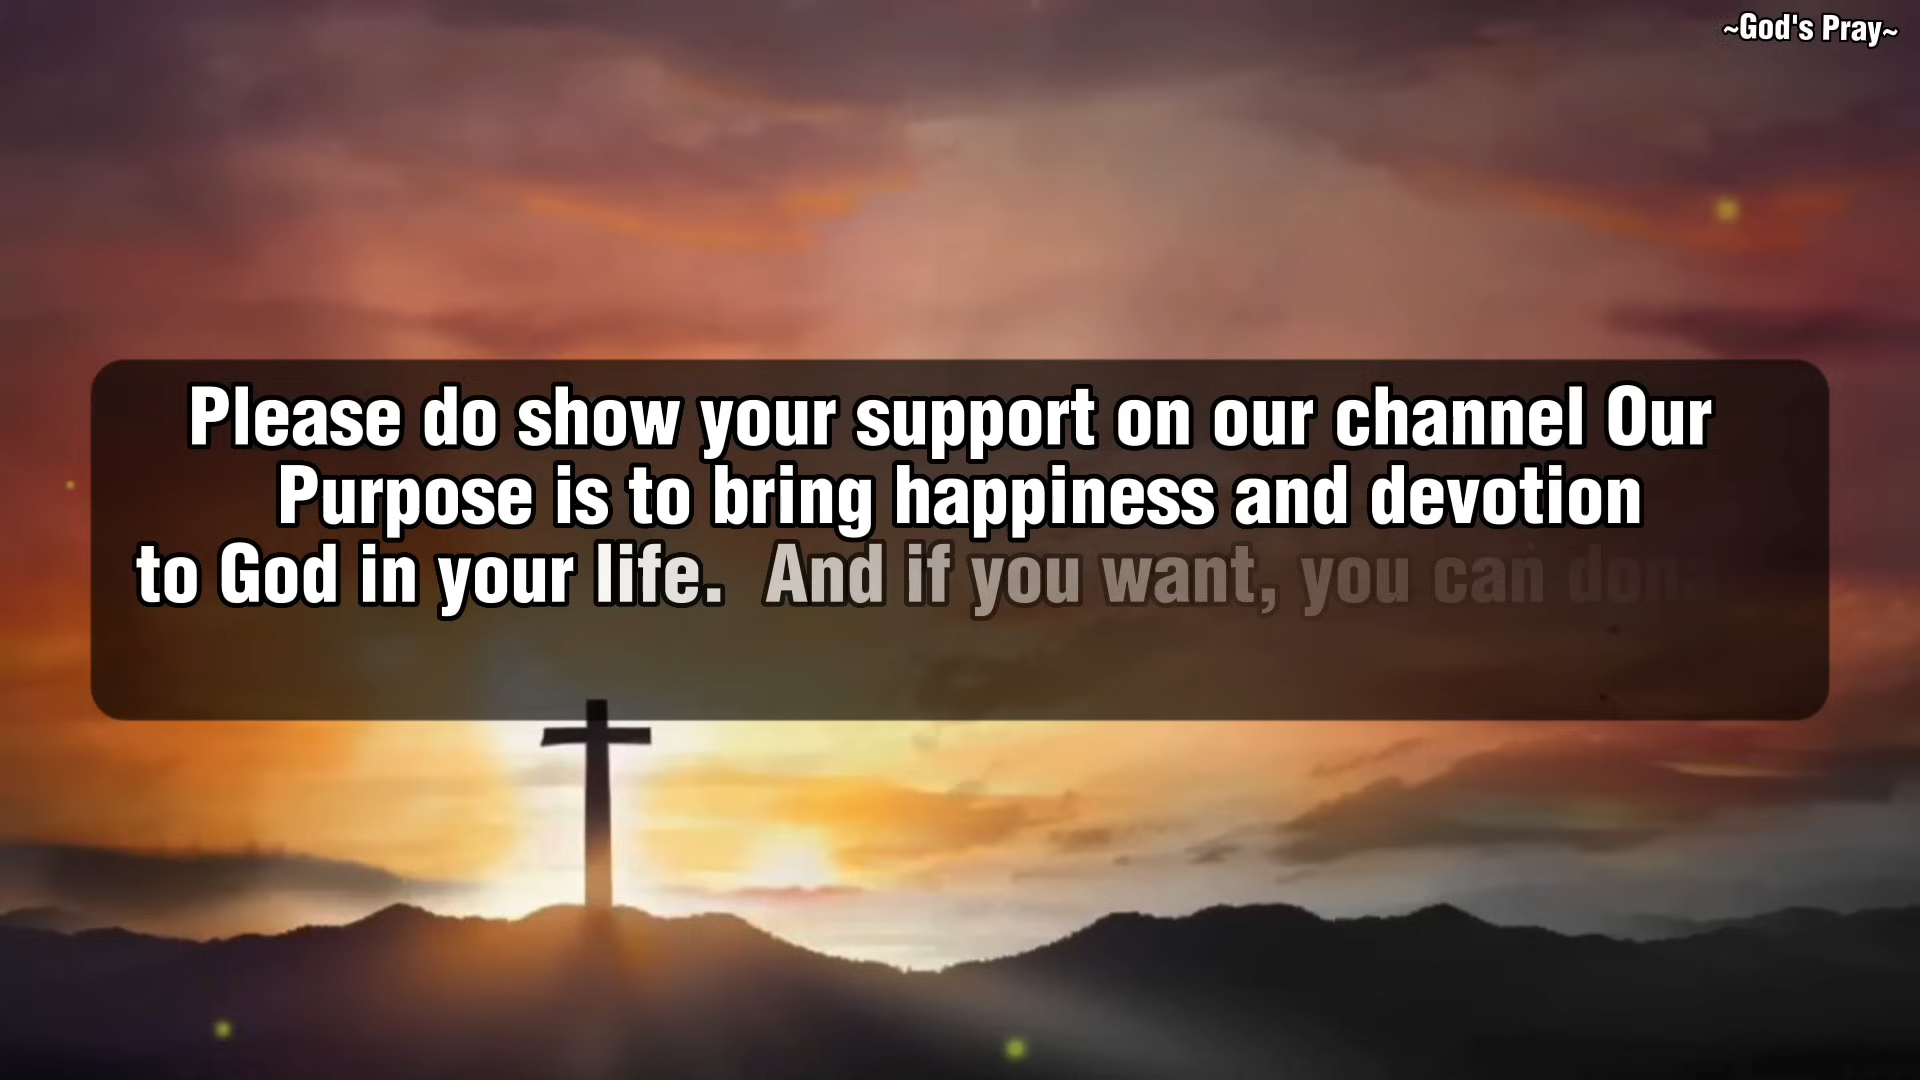 ~God's Pray~
Please do show your support on our channel Our
Purpose is to bring happiness and devotion
to God in your life. And if you want, you can